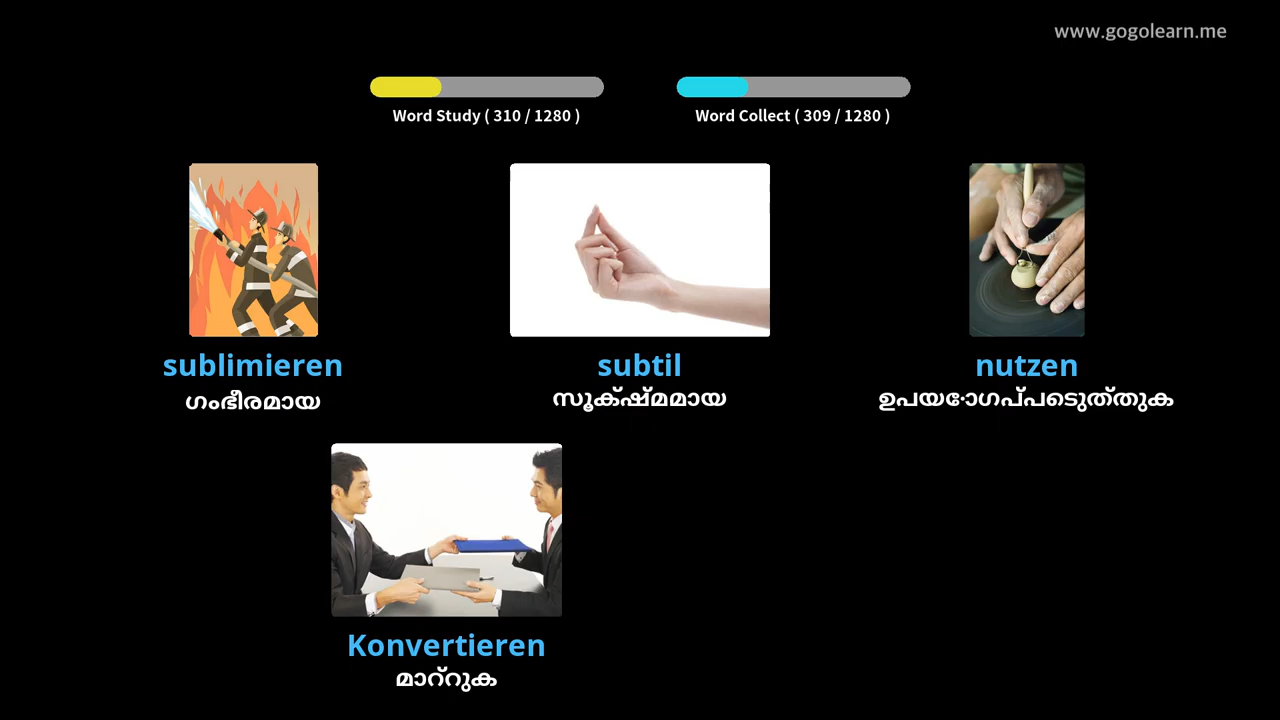 www.gogolearn.me
Word Study ( 310 / 1280 )
Word Collect ( 309 / 1280 )
sublimieren
ഗംഭീരമായ
subtil
സൂക്ഷ്മമായ
nutzen
ഉപയോഗപ്പടെുത്തുക
Konvertieren
മാറ്റുക